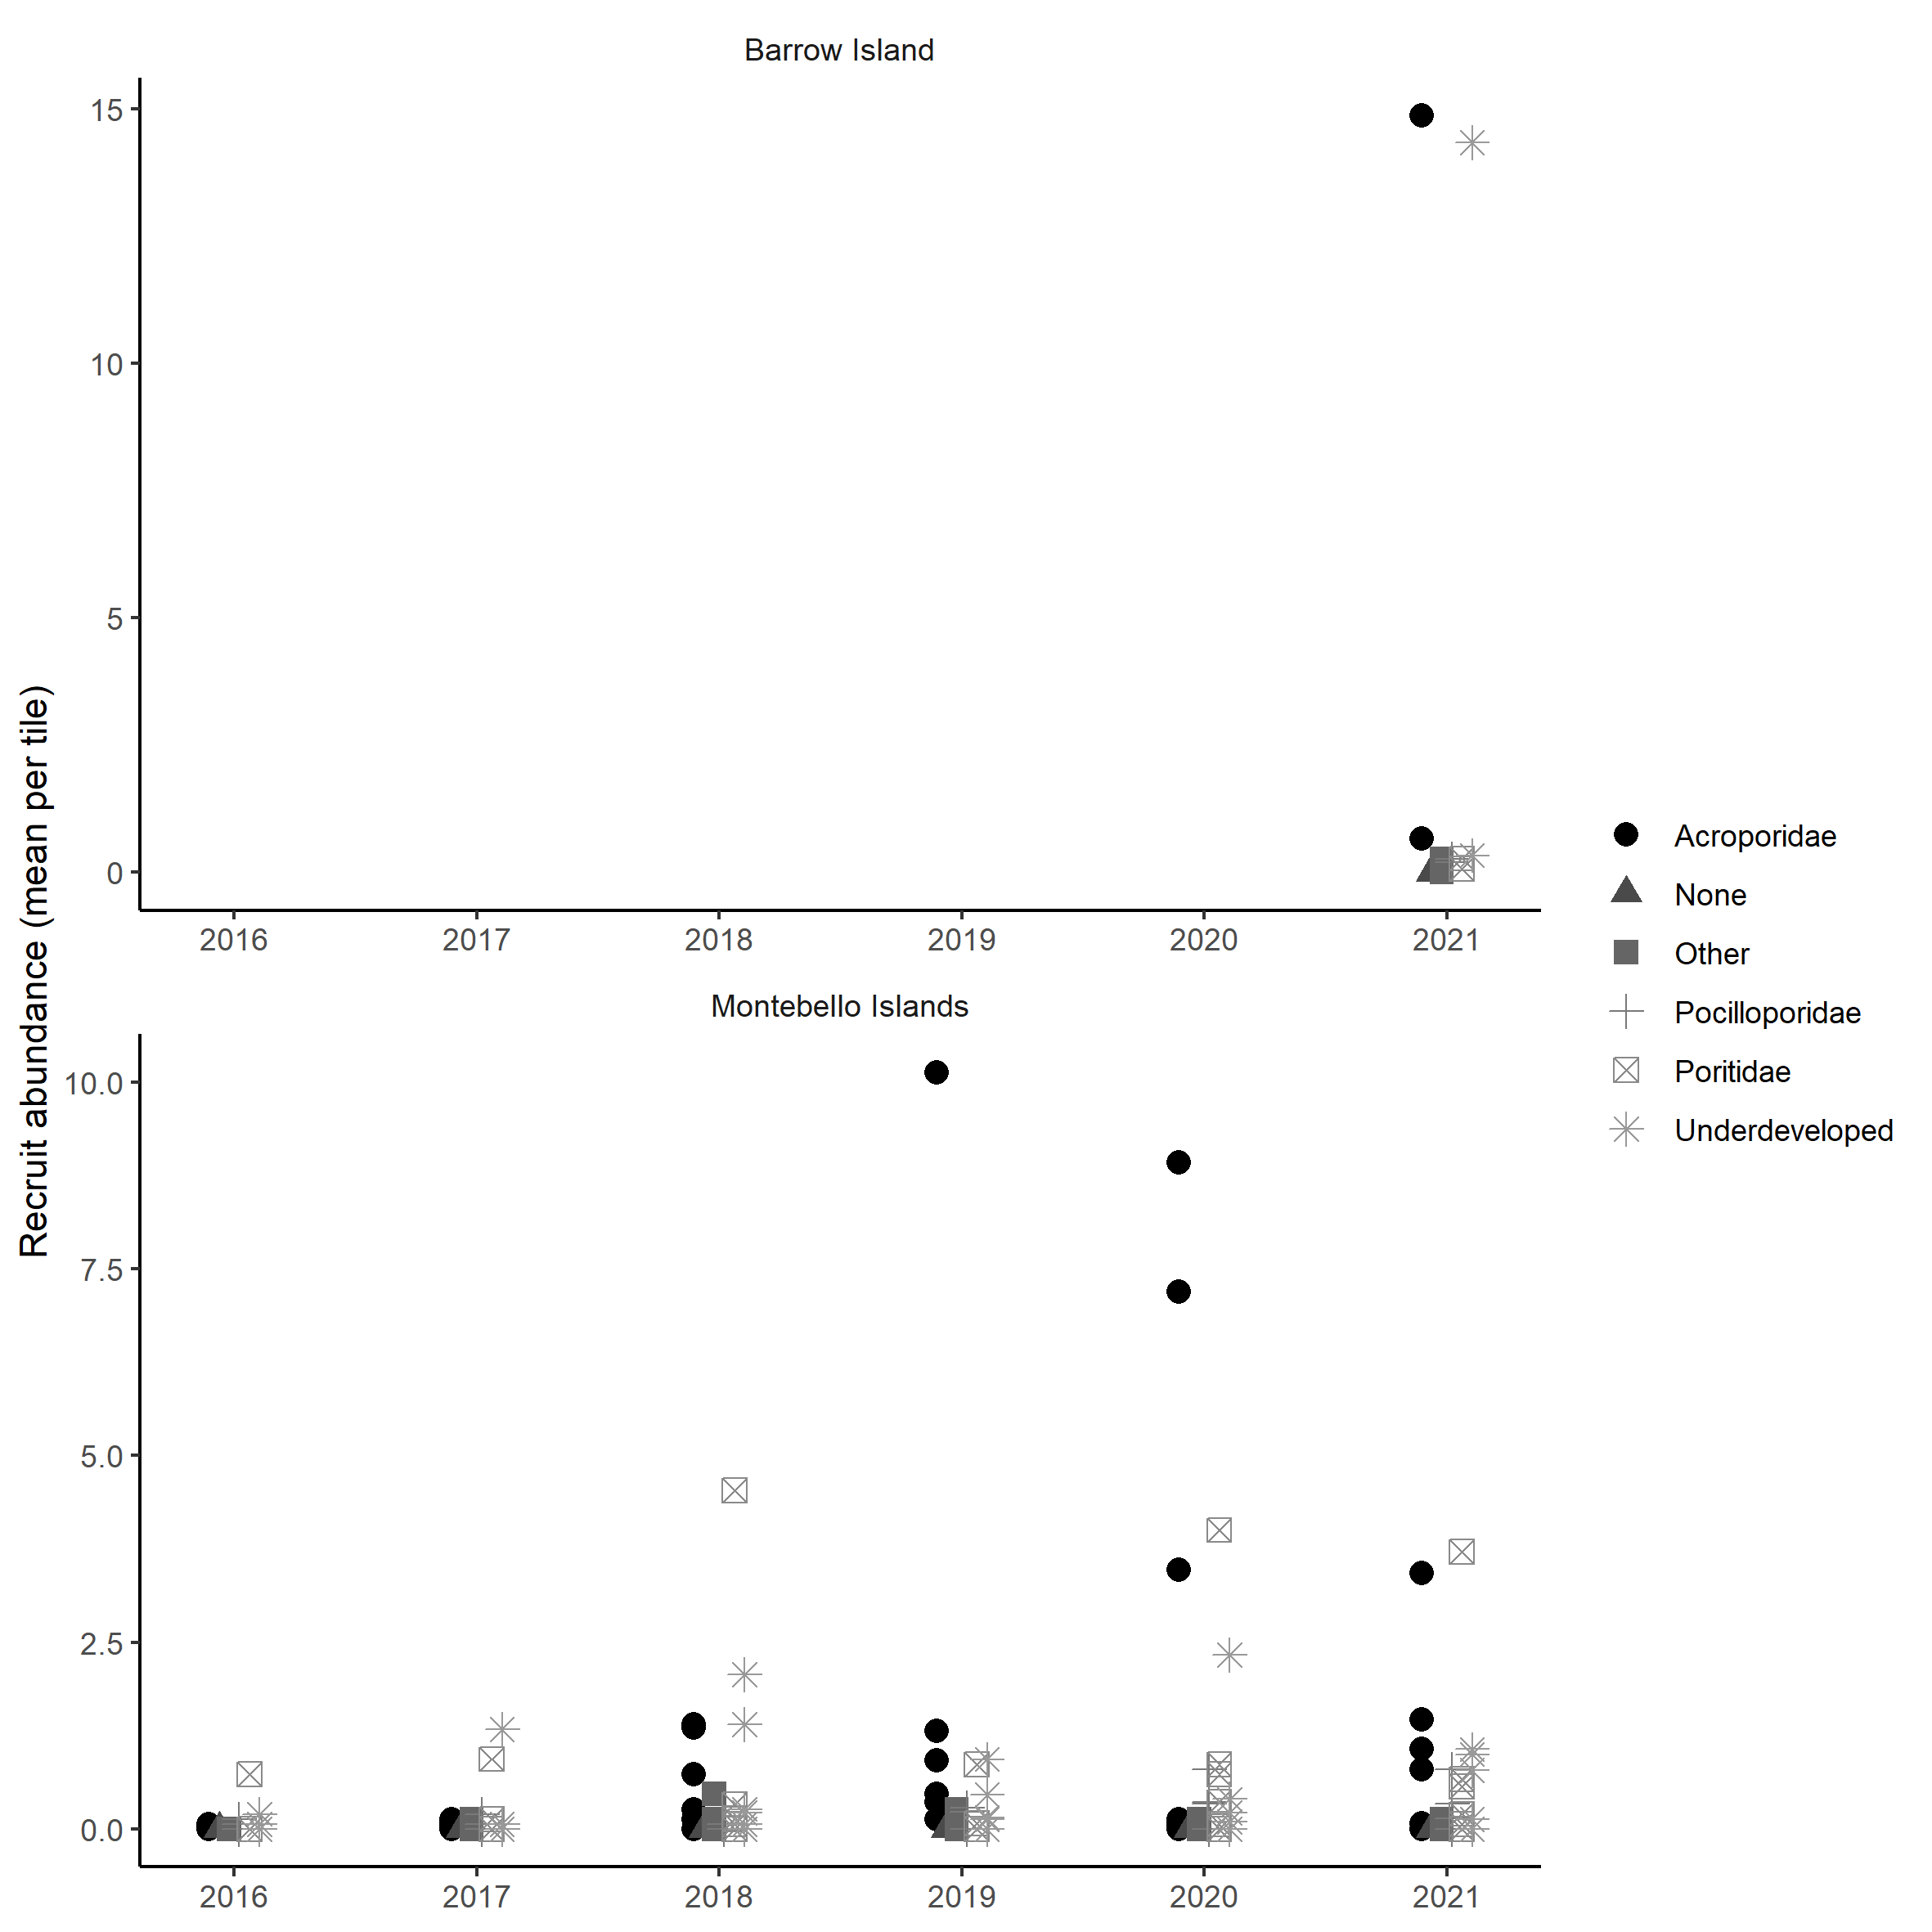 Barrow Island
15
10
5
0
2016 2017 2018 2019 2020 2021
Recruit abundance (mean per tile)
Montebello Islands
10.0
7.5
5.0
2.5
0.0
2016 2017 2018 2019 2020 2021
Acroporidae
None
Other
Pocilloporidae
Poritidae
Underdeveloped